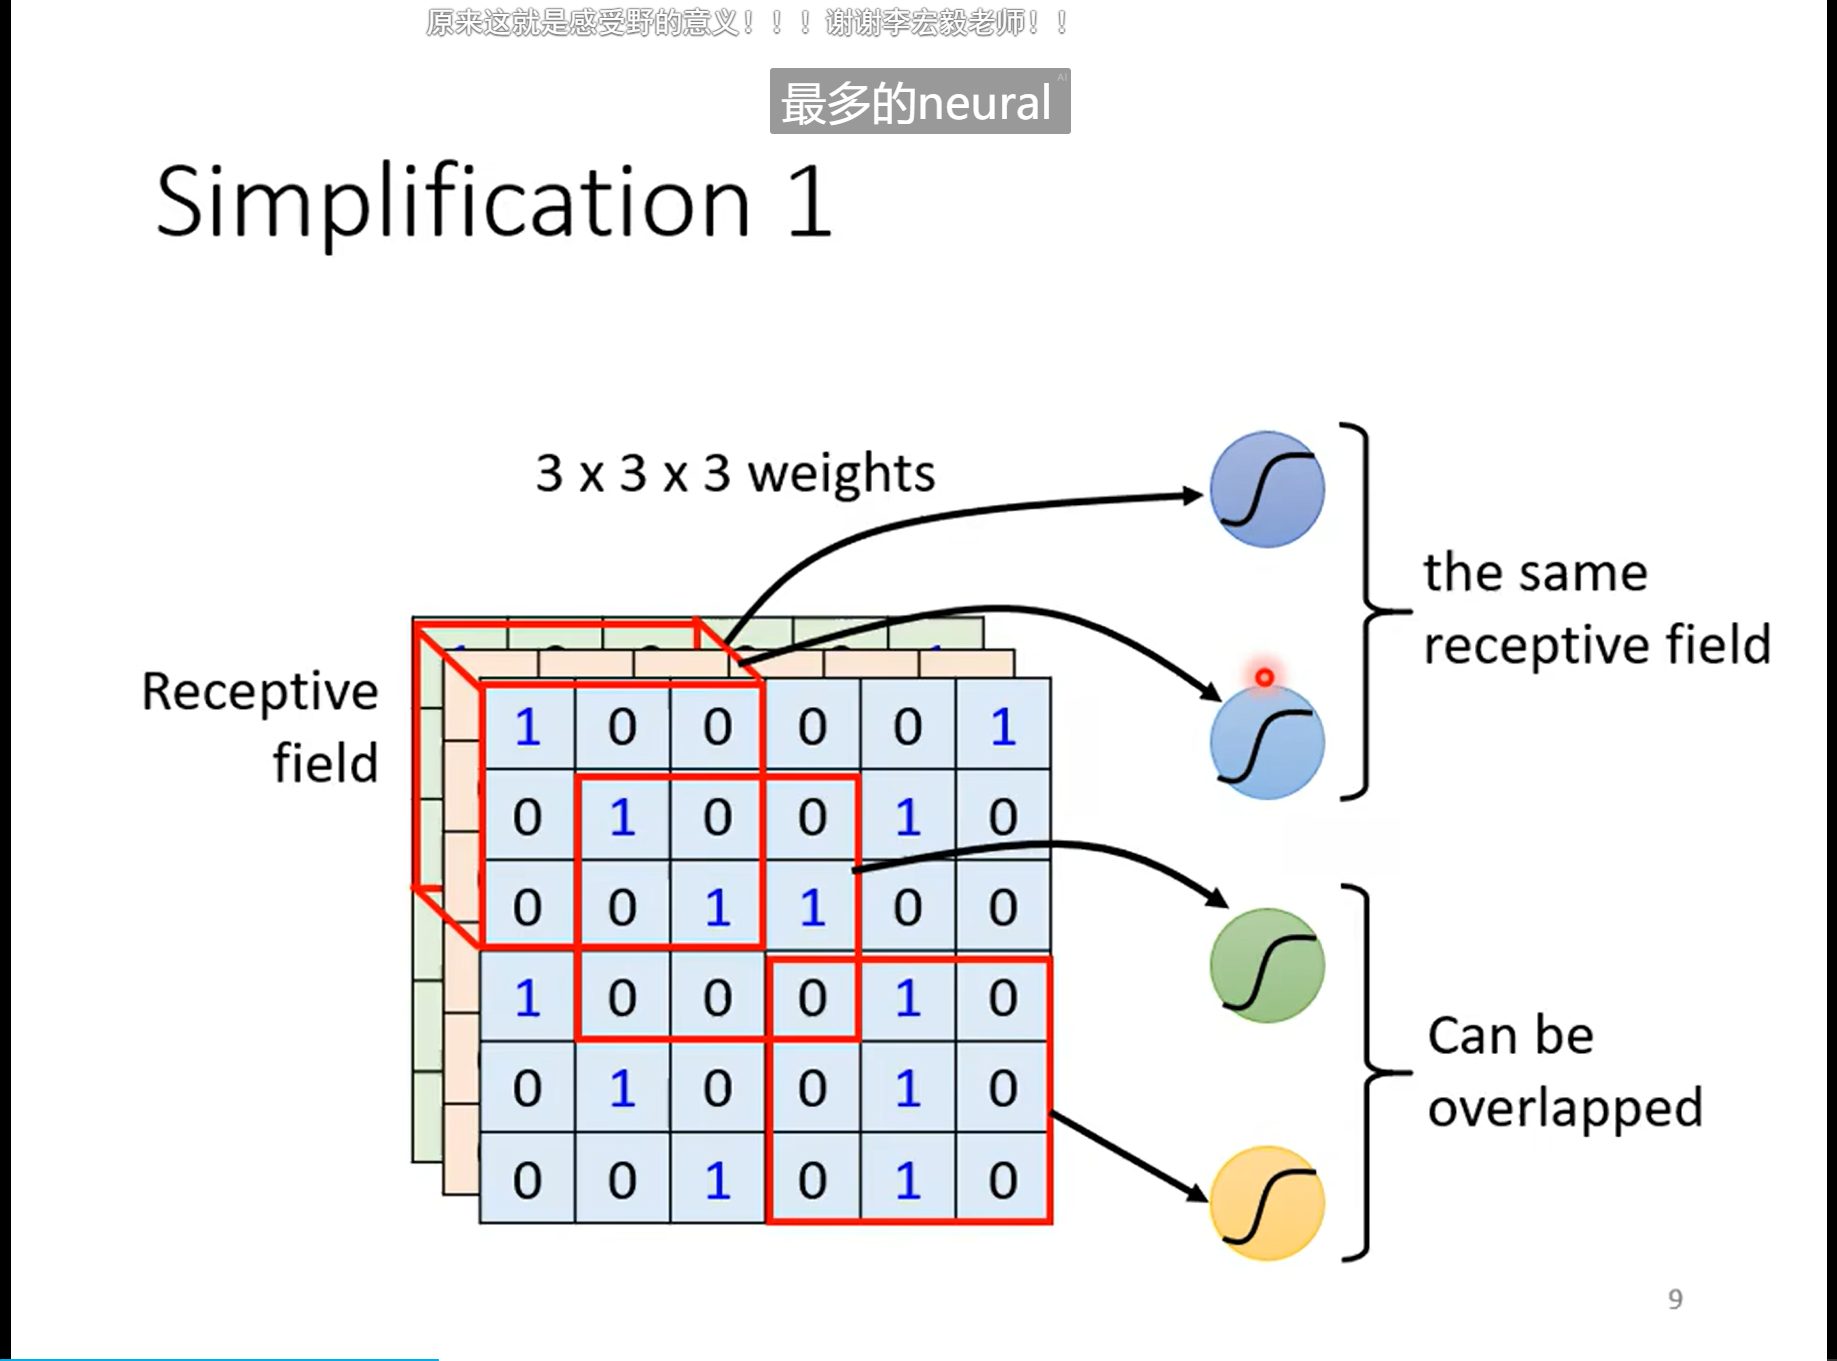 原来这就是感受野的意义！！！谢谢李宏毅老师！！
最多的neural
AI
Simplification 1
3 x 3 x 3 weights
the same
receptive field
Receptive
field
1 0 0 0 0 1
0 1 0 0 1 0
0 0 1 1 0 0
1 0 0 0 1 0
0 1 0 0 1 0
0 0 1 0 1 0
Can be
overlapped
9